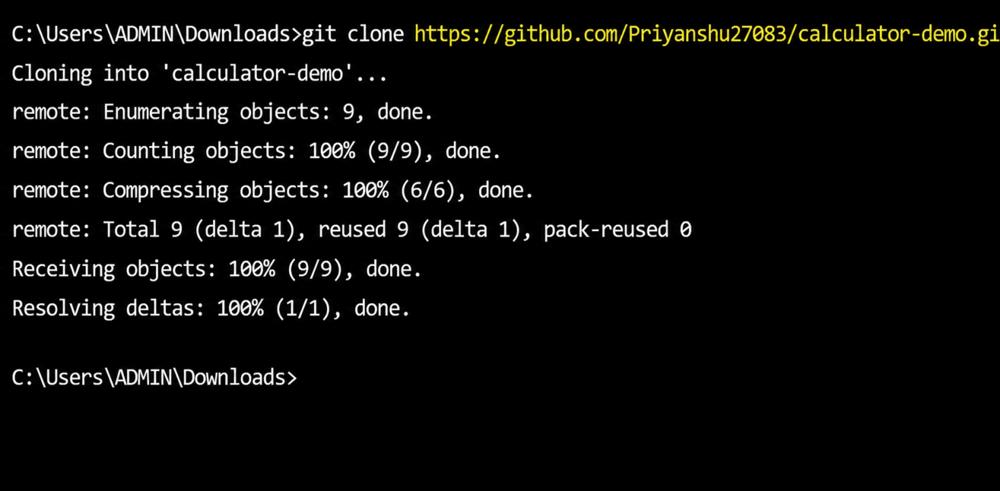 C:\Users\ADMIN\Downloads>git clone https://github.com/Priyanshu27083/calculator-demo.gi
Cloning into 'calculator-demo'...
remote: Enumerating objects: 9, done.
remote: Counting objects: 100% (9/9), done.
remote: Compressing objects: 100% (6/6), done.
remote: Total 9 (delta 1), reused 9 (delta 1), pack-reused 0
Receiving objects: 100% (9/9), done.
Resolving deltas: 100% (1/1), done.
C:\Users\ADMIN\Downloads>